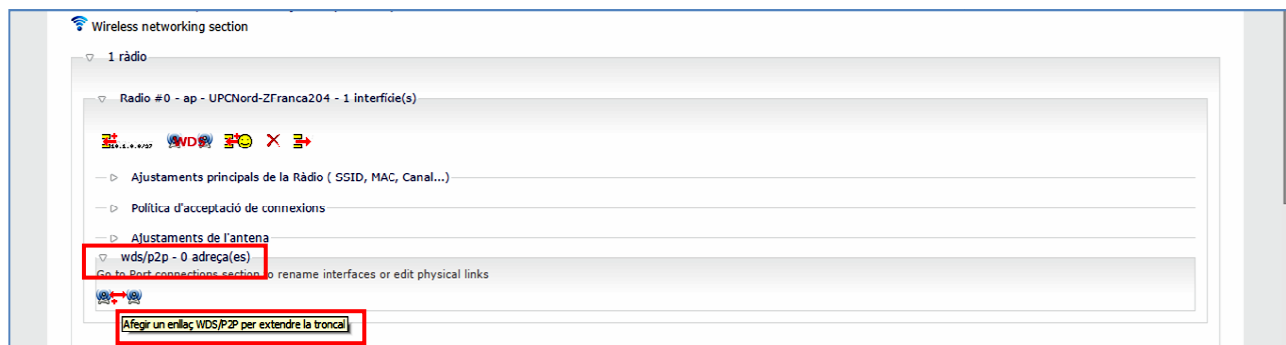 Wireless networking section
1 ràdio
Radio #0 - ap - UPCNord-ZFranca204 - 1 interfície(s)
WDS
Ajustaments principals de la Ràdio ( SSID, MAC, Canal...)
Política d'acceptació de connexions
Ajustaments de l'antena
wds/p2p - 0 adreça(es)
Go to Port connections section to rename interfaces or edit physical links
Afegir un enllaç WDS/P2P per extendre la troncal